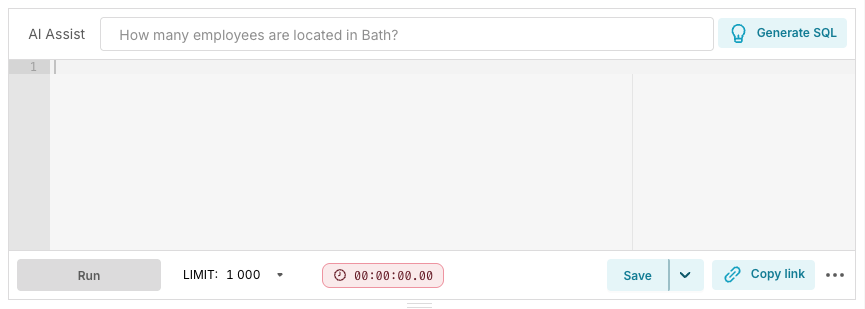 AI Assist How many employees are located in Bath? Generate SQL
1
Run LIMIT: 1 000 00:00:00.00 Save Copy link